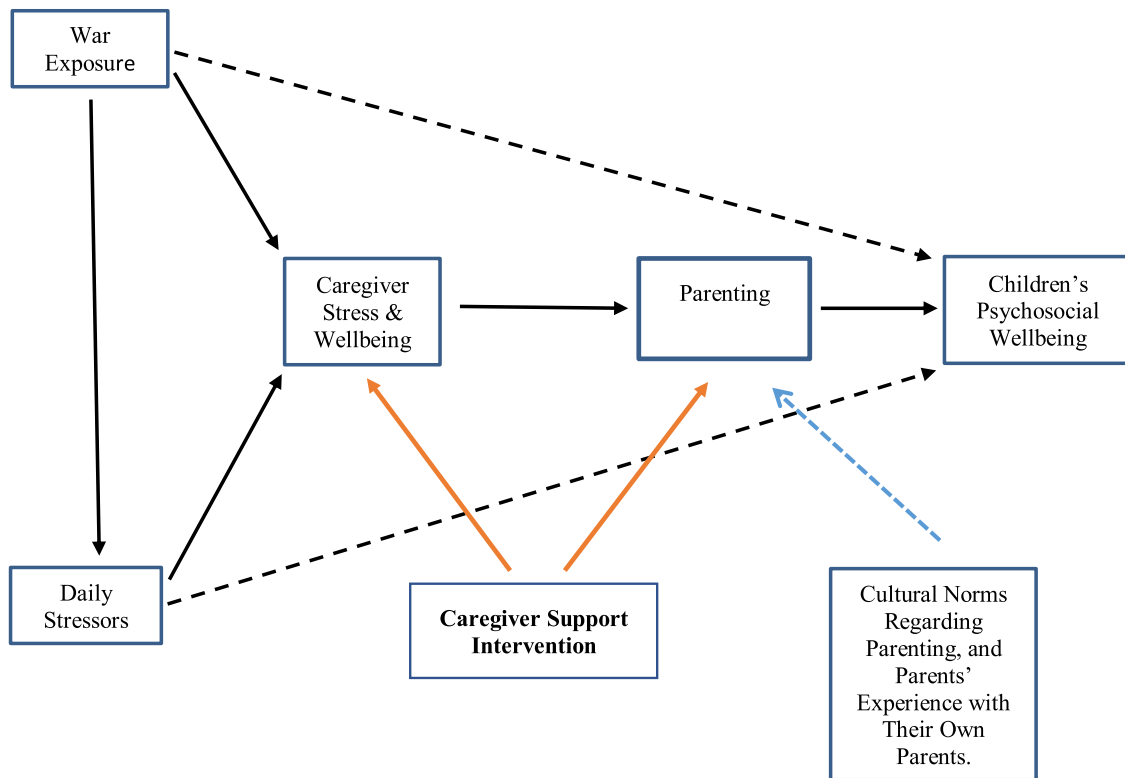 War
Exposure
Caregiver
Stress &
Wellbeing
Parenting
Children’s
Psychosocial
Wellbeing
Daily
Stressors
Caregiver Support
Intervention
Cultural Norms
Regarding
Parenting, and
Parents’
Experience with
Their Own
Parents.